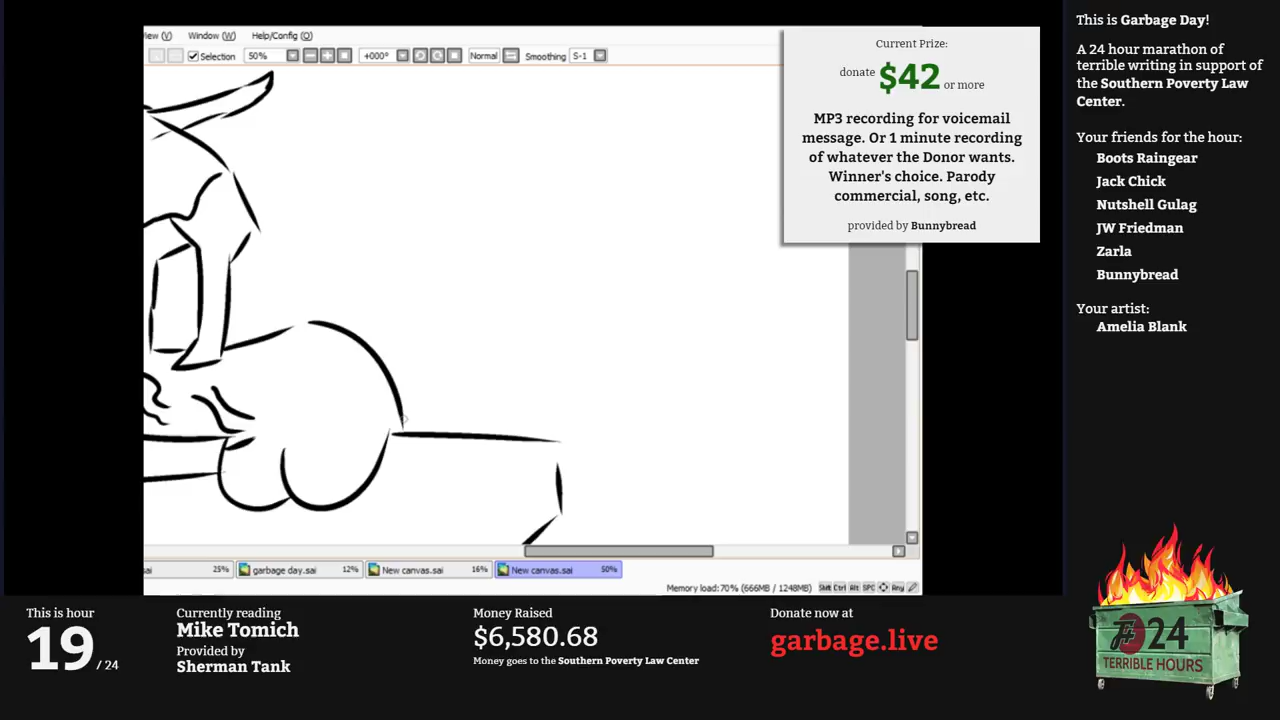 Window (W)
Help/Config (O)
Selection
50%
+000°
Normal
Smoothing
S-1
Current Prize:
donate $42 or more
MP3 recording for voicemail
message. Or 1 minute recording
of whatever the Donor wants.
Winner's choice. Parody
commercial, song, etc.
provided by Bunnybread
This is Garbage Day!
A 24 hour marathon of
terrible writing in support of
the Southern Poverty Law
Center.
Your friends for the hour:
Boots Raingear
Jack Chick
Nutshell Gulag
JW Friedman
Zarla
Bunnybread
Your artist:
Amelia Blank
25%
garbage day.sai 12%
New canvas.sai 16%
New canvas.sai 50%
Memory load:70% (666MB / 1248MB)
Shft Ctrl Alt SPC Any
This is hour
19 / 24
Currently reading
Mike Tomich
Provided by
Sherman Tank
Money Raised
$6,580.68
Money goes to the Southern Poverty Law Center
Donate now at
garbage.live
24
TERRIBLE HOURS